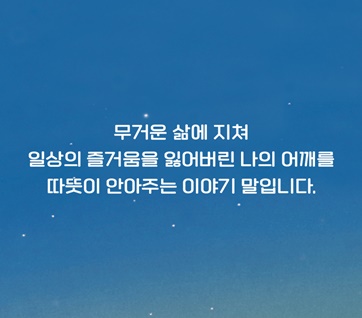 무거운 삶에 지쳐
일상의 즐거움을 잃어버린 나의 어깨를
따뜻이 안아주는 이야기 말입니다.